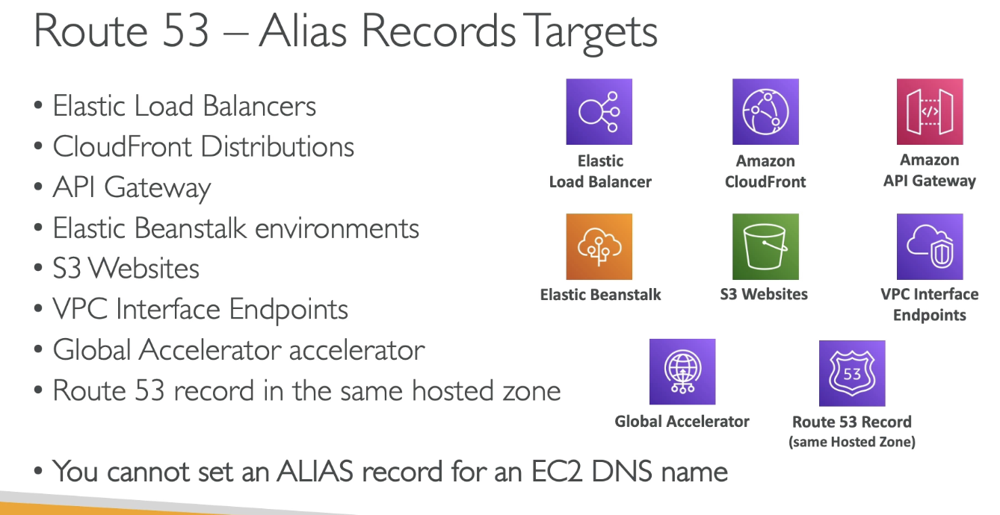 Route 53 – Alias Records Targets
• Elastic Load Balancers
• CloudFront Distributions
• API Gateway
• Elastic Beanstalk environments
• S3 Websites
• VPC Interface Endpoints
• Global Accelerator accelerator
• Route 53 record in the same hosted zone
• You cannot set an ALIAS record for an EC2 DNS name
Elastic
Load Balancer
Amazon
CloudFront
</>
Amazon
API Gateway
Elastic Beanstalk
S3 Websites
VPC Interface
Endpoints
Global Accelerator
53
Route 53 Record
(same Hosted Zone)